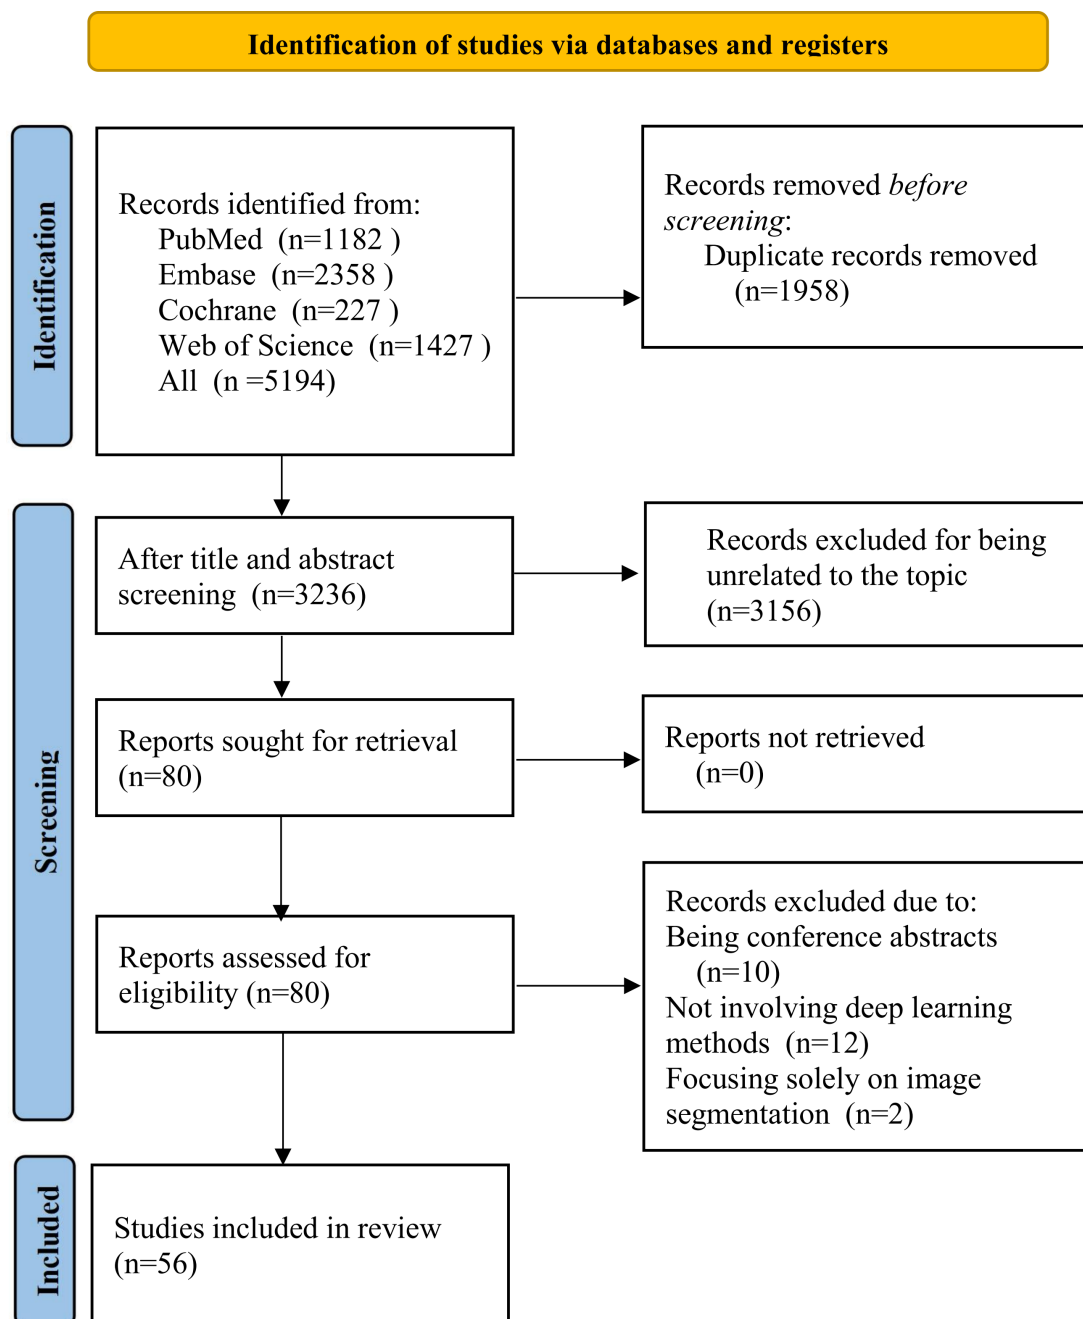 Identification of studies via databases and registers
Identification
Records identified from:
PubMed (n=1182 )
Embase (n=2358 )
Cochrane (n=227 )
Web of Science (n=1427 )
All (n =5194)
Records removed before
screening:
Duplicate records removed
(n=1958)
Screening
After title and abstract
screening (n=3236)
Records excluded for being
unrelated to the topic
(n=3156)
Reports sought for retrieval
(n=80)
Reports not retrieved
(n=0)
Reports assessed for
eligibility (n=80)
Records excluded due to:
Being conference abstracts
(n=10)
Not involving deep learning
methods (n=12)
Focusing solely on image
segmentation (n=2)
Included
Studies included in review
(n=56)